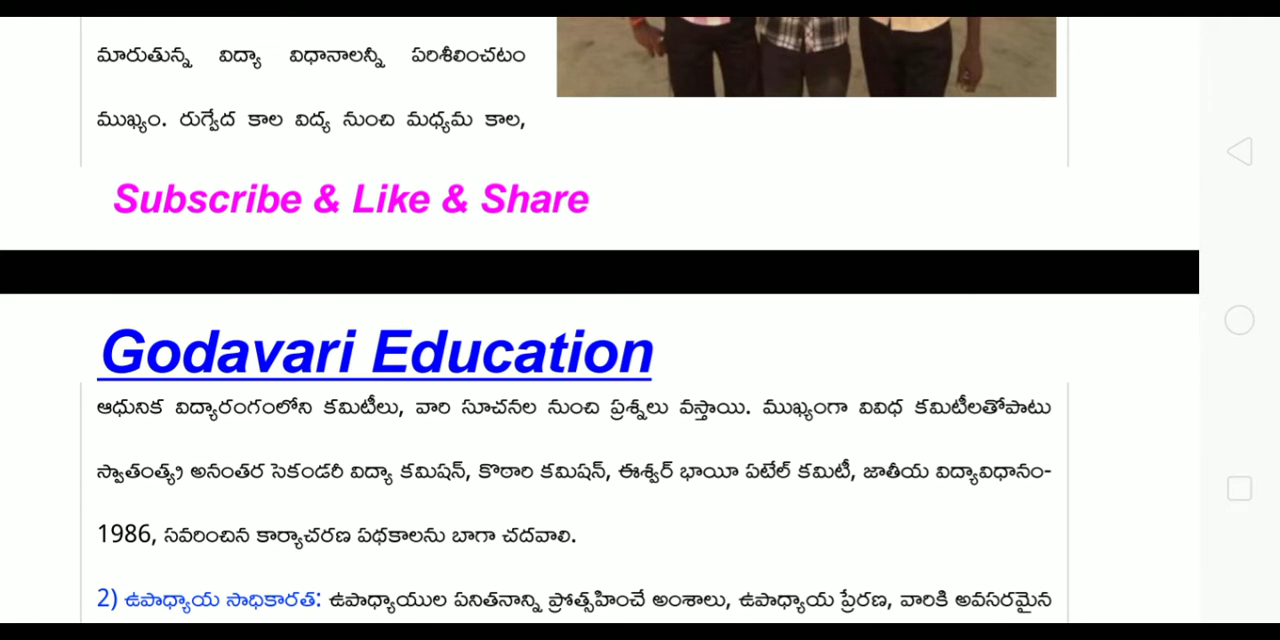 మారుతున్న విద్యా విధానాలన్నీ పరిశీలించటం
ముఖ్యం. రుగ్వేద కాల విద్య నుంచి మధ్యమ కాల,
Subscribe & Like & Share
Godavari Education
ఆధునిక విద్యారంగంలోని కమిటీలు, వారి సూచనల నుంచి ప్రశ్నలు వస్తాయి. ముఖ్యంగా వివిధ కమిటీలతోపాటు
స్వాతంత్య్ర అనంతర సెకండరీ విద్యా కమిషన్, కొఠారి కమిషన్, ఈశ్వర్ భాయీ పటేల్ కమిటీ, జాతీయ విద్యావిధానం-
1986, సవరించిన కార్యాచరణ పథకాలను బాగా చదవాలి.
2) ఉపాధ్యాయ సాధికారత: ఉపాధ్యాయుల పనితనాన్ని ప్రోత్సహించే అంశాలు, ఉపాధ్యాయ ప్రేరణ, వారికి అవసరమైన